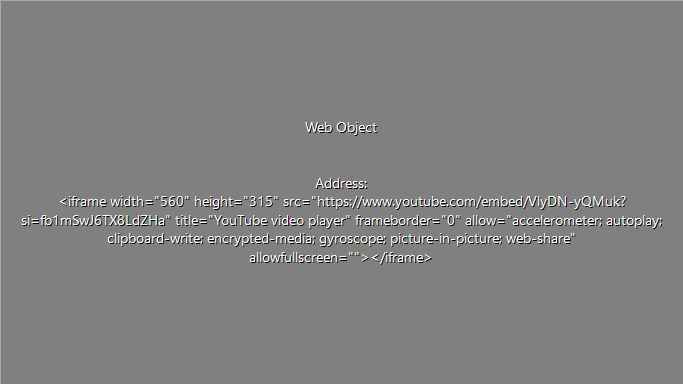 Web Object
Address:
<iframe width="560" height="315" src="https://www.youtube.com/embed/VlyDN-yQMuk?
si=fb1mSwJ6TX8LdZHa" title="YouTube video player" frameborder="0" allow="accelerometer; autoplay;
clipboard-write; encrypted-media; gyroscope; picture-in-picture; web-share"
allowfullscreen=""></iframe>